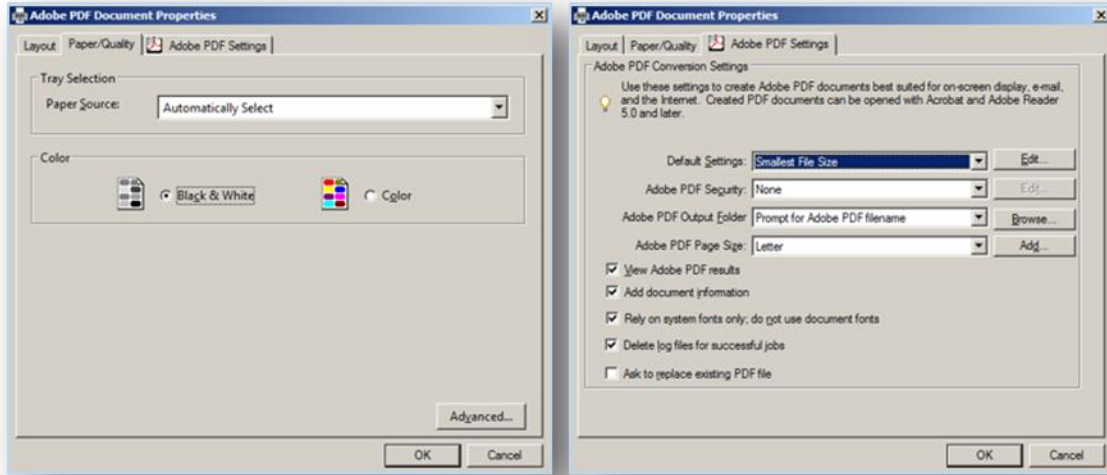 Adobe PDF Document Properties
Layout Paper/Quality Adobe PDF Settings
Tray Selection
Paper Source: Automatically Select
Color
Black & White Color
Advanced...
OK Cancel
Adobe PDF Document Properties
Layout Paper/Quality Adobe PDF Settings
Adobe PDF Conversion Settings
Use these settings to create Adobe PDF documents best suited for on-screen display, e-mail,
and the Internet. Created PDF documents can be opened with Acrobat and Adobe Reader
5.0 and later.
Default Settings: Smallest File Size Edit...
Adobe PDF Security: None Edit...
Adobe PDF Output Folder Prompt for Adobe PDF filename Browse...
Adobe PDF Page Size: Letter Add...
View Adobe PDF results
Add document information
Rely on system fonts only; do not use document fonts
Delete log files for successful jobs
Ask to replace existing PDF file
OK Cancel